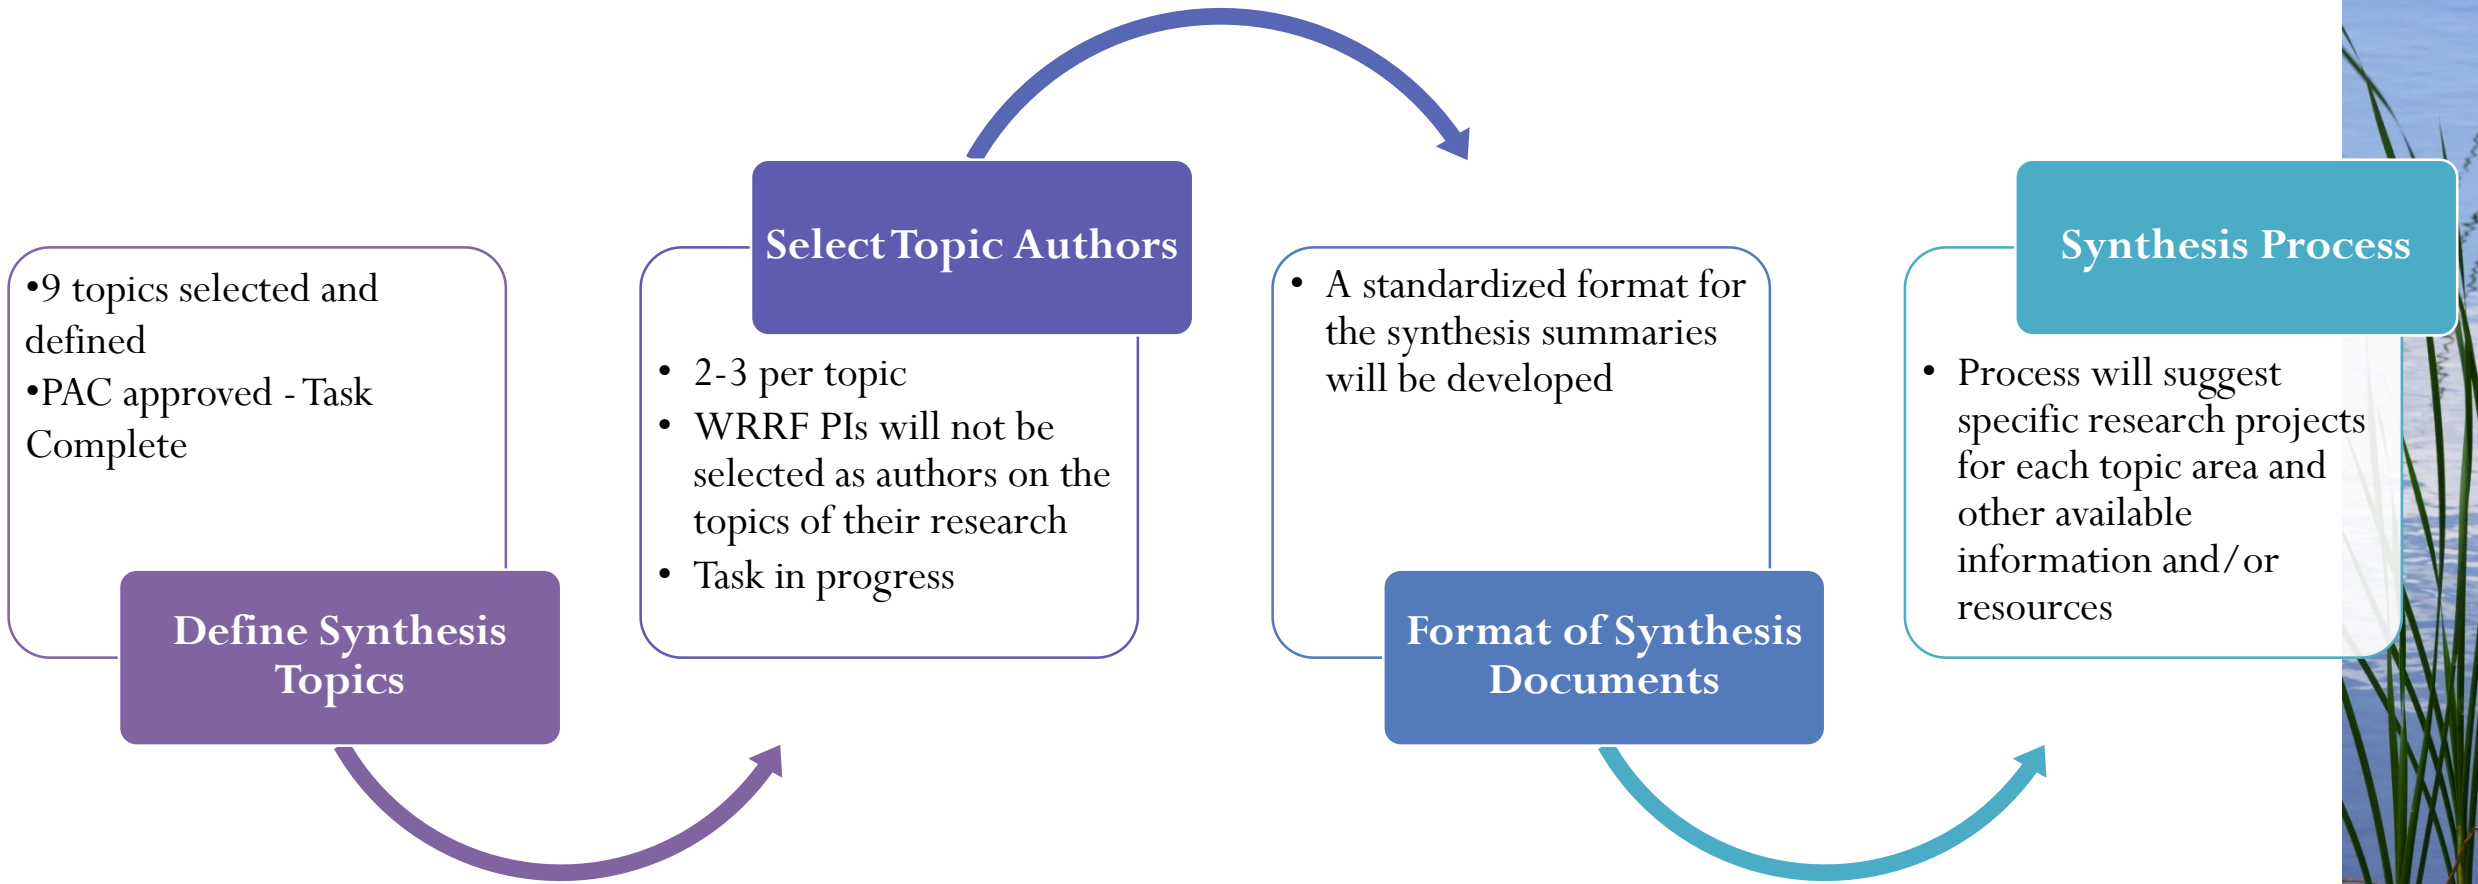 •9 topics selected and
defined
•PAC approved - Task
Complete
Define Synthesis
Topics
Select Topic Authors
• 2-3 per topic
• WRRF PIs will not be
selected as authors on the
topics of their research
• Task in progress
• A standardized format for
the synthesis summaries
will be developed
Format of Synthesis
Documents
Synthesis Process
• Process will suggest
specific research projects
for each topic area and
other available
information and/or
resources